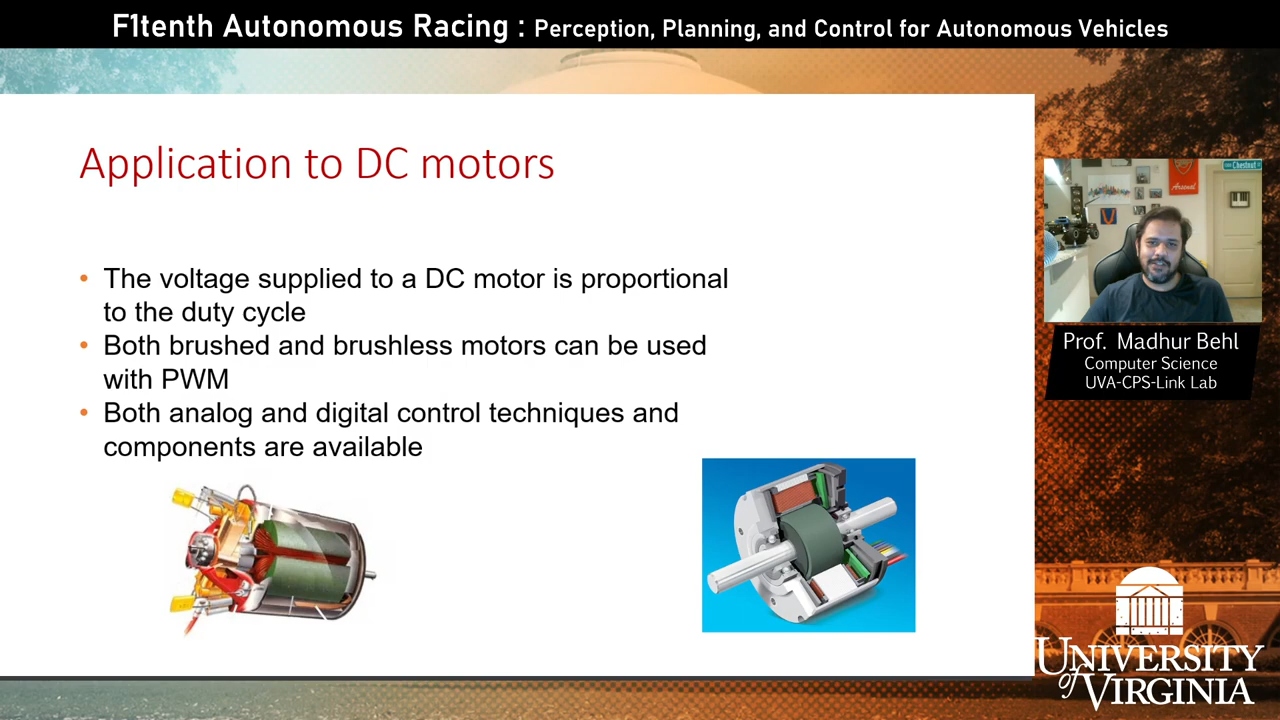 F1tenth Autonomous Racing : Perception, Planning, and Control for Autonomous Vehicles
Application to DC motors
• The voltage supplied to a DC motor is proportional
to the duty cycle
• Both brushed and brushless motors can be used
with PWM
• Both analog and digital control techniques and
components are available
Chestnut
Arsenal
Prof. Madhur Behl
Computer Science
UVA-CPS-Link Lab
UNIVERSITY
of VIRGINIA